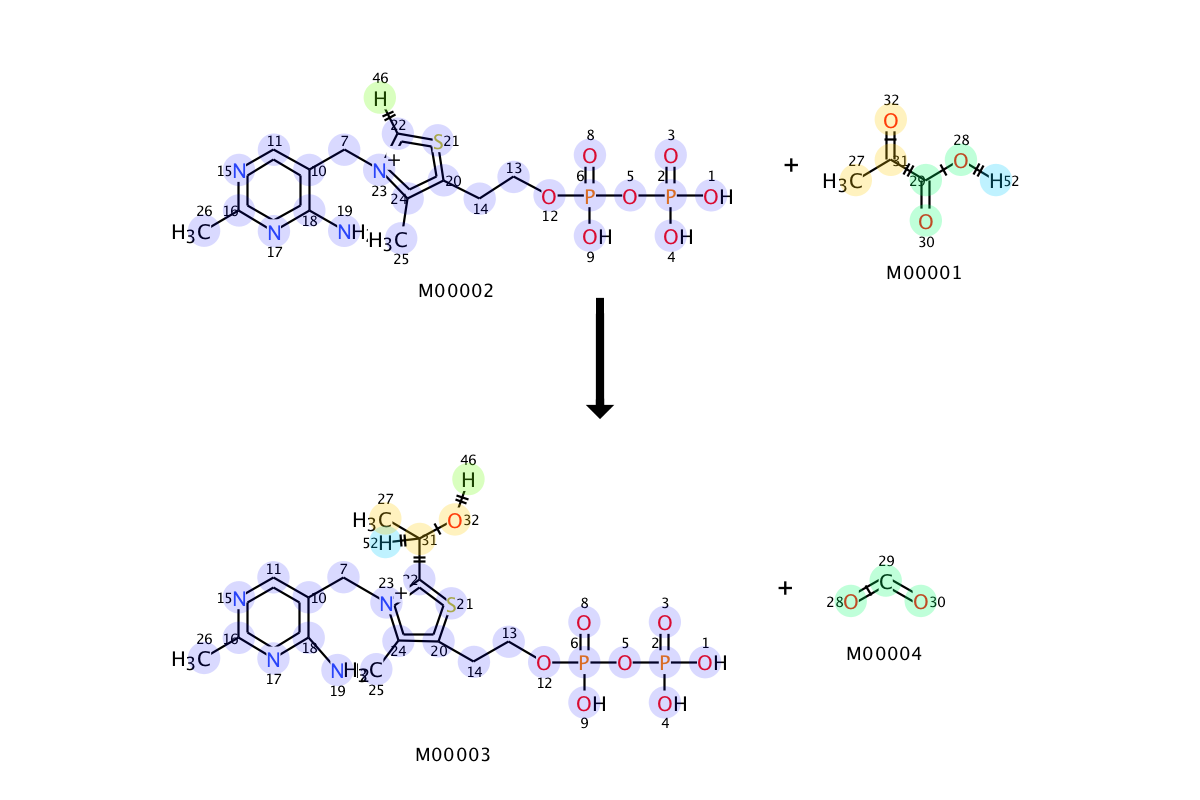 46
H
22 S 21
8 3 32 28
11 7 O O O O
15 N 10 N + 23 20 13 6 5 2 1 + 27 31 29 H 52
O P O P OH H3C
26 16 19 18 24 14 12 O
H3C N NH H3C OH OH 30
17 25 9 4
M00002 M00001
46
H
27 O 32
H3C
52 H 31
11 7 23 22 8 3 + 29
15 N 10 N + S 21 O O C
26 16 18 24 20 13 6 5 2 1 28 O O 30
H3C N NH2 H3C 14 O P O P OH
17 19 25 12 OH OH M00004
9 4
M00003